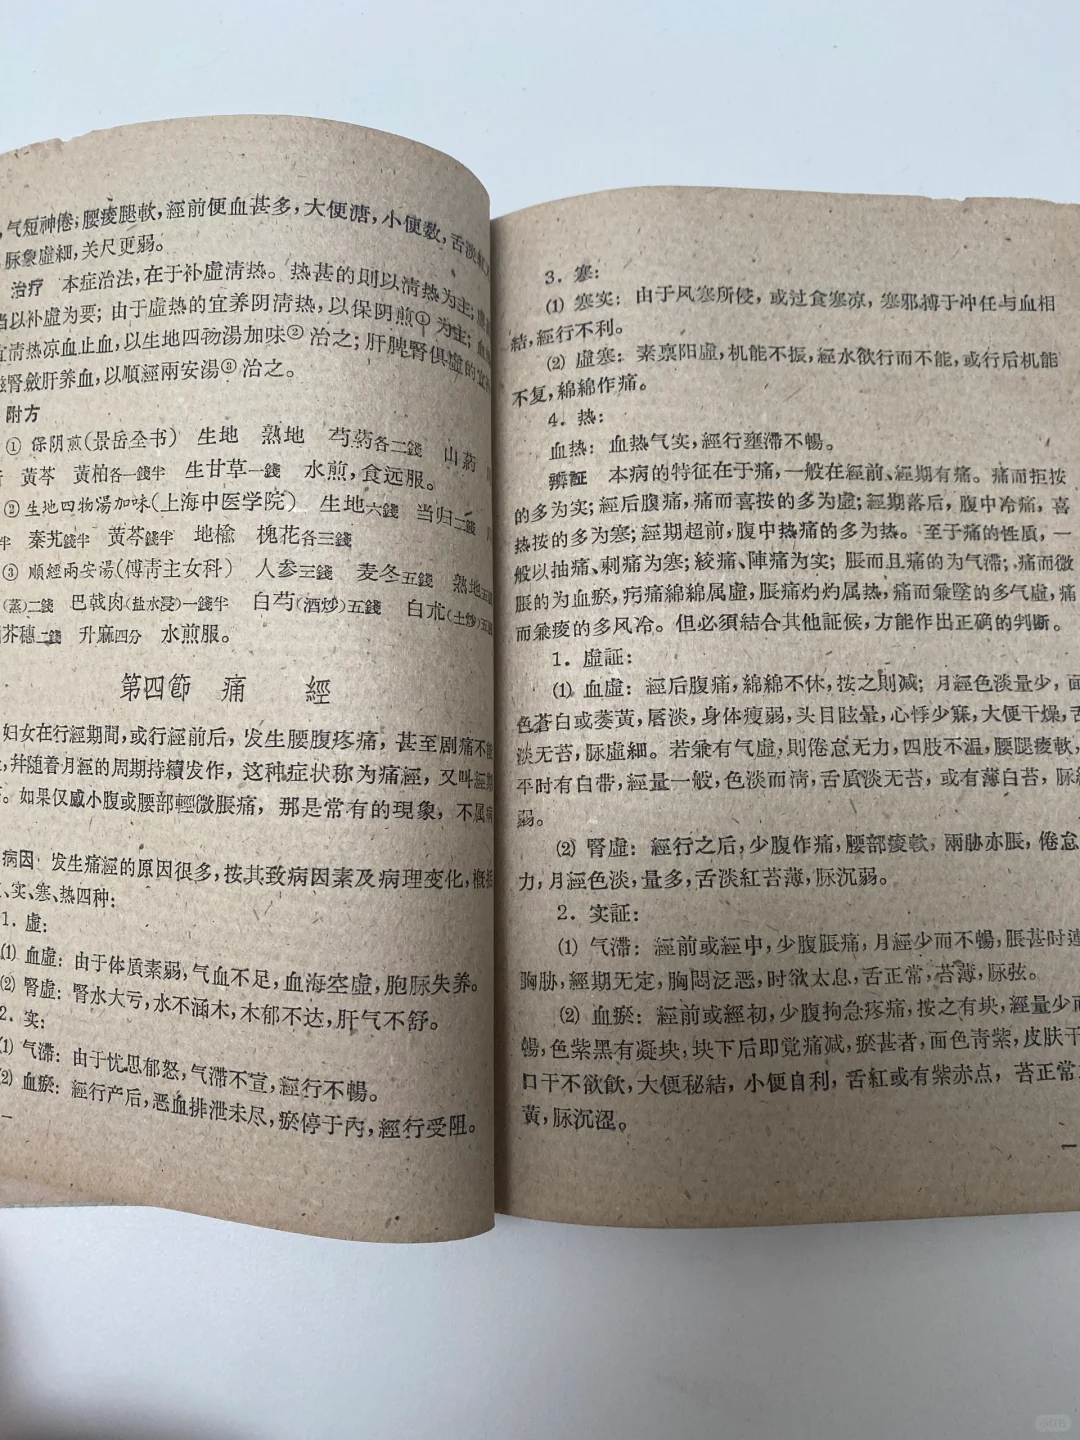 气短神倦；腰痠腿軟，經前便血甚多，大便溏，小便数，舌淡紅，
脉象虛細，关尺更弱。
治疗 本症治法，在于补虛清热。热甚的則以清热为主；虛
当以补虛为要；由于虛热的宜养阴清热，以保阴煎①为主；血
宜清热凉血止血，以生地四物湯加味②治之；肝脾腎俱虛的宜
腎斂肝养血，以順經兩安湯③治之。
附方
① 保阴煎(景岳全书) 生地 熟地 芍药各二錢 山药
黃芩 黃柏各一錢半 生甘草一錢 水煎，食远服。
② 生地四物湯加味(上海中医学院) 生地六錢 当归二錢
半 秦艽錢半 黃芩錢半 地楡 槐花各三錢
③ 順經兩安湯(傅靑主女科) 人参三錢 麦冬五錢 熟地五
(蒸)二錢 巴戟肉(盐水浸)一錢半 白芍(酒炒)五錢 白朮(土炒)五
芥穗二錢 升麻四分 水煎服。
第四節 痛 經
妇女在行經期間，或行經前后，发生腰腹疼痛，甚至剧痛不能
，幷随着月經的周期持續发作，这种症状称为痛經，又叫經期
。如果仅感小腹或腰部輕微脹痛，那是常有的現象，不属病
病因 发生痛經的原因很多，按其致病因素及病理变化，概括
、实、寒、热四种：
1. 虛：
(1) 血虛：由于体质素弱，气血不足，血海空虛，胞脉失养。
(2) 腎虛：腎水大亏，水不涵木，木郁不达，肝气不舒。
2. 实：
(1) 气滞：由于忧思郁怒，气滞不宣，經行不暢。
(2) 血瘀：經行产后，恶血排泄未尽，瘀停于內，經行受阻。
3. 寒：
(1) 寒实：由于风寒所侵，或过食寒凉，寒邪搏于冲任与血相
結，經行不利。
(2) 虛寒：素禀阳虛，机能不振，經水欲行而不能，或行后机能
不复，綿綿作痛。
4. 热：
血热：血热气实，經行壅滞不暢。
辨証 本病的特征在于痛，一般在經前、經期有痛。痛而拒按
的多为实；經后腹痛，痛而喜按的多为虛；經期落后，腹中冷痛，喜
热按的多为寒；經期超前，腹中热痛的多为热。至于痛的性质，一
般以抽痛、刺痛为寒；絞痛、陣痛为实；脹而且痛的为气滞；痛而微
脹的为血瘀，㽱痛綿綿属虛，脹痛灼灼属热，痛而兼墜的多气虛，痛
而兼痠的多风冷。但必須結合其他証候，方能作出正确的判断。
1. 虛証：
(1) 血虛：經后腹痛，綿綿不休，按之則减；月經色淡量少，面
色蒼白或萎黃，唇淡，身体瘦弱，头目眩暈，心悸少寐，大便干燥，舌
淡无苔，脉虛細。若兼有气虛，則倦怠无力，四肢不温，腰腿痠軟，
平时有白带，經量一般，色淡而清，舌质淡无苔，或有薄白苔，脉細
弱。
(2) 腎虛：經行之后，少腹作痛，腰部痠軟，兩胁亦脹，倦怠
力，月經色淡，量多，舌淡紅苔薄，脉沉弱。
2. 实証：
(1) 气滞：經前或經中，少腹脹痛，月經少而不暢，脹甚时連
胸胁，經期无定，胸悶泛恶，时欲太息，舌正常，苔薄，脉弦。
(2) 血瘀：經前或經初，少腹拘急疼痛，按之有块，經量少而
暢，色紫黑有凝块，块下后即觉痛减，瘀甚者，面色靑紫，皮肤干
口干不欲飲，大便秘結，小便自利，舌紅或有紫赤点，苔正常
黃，脉沉涩。